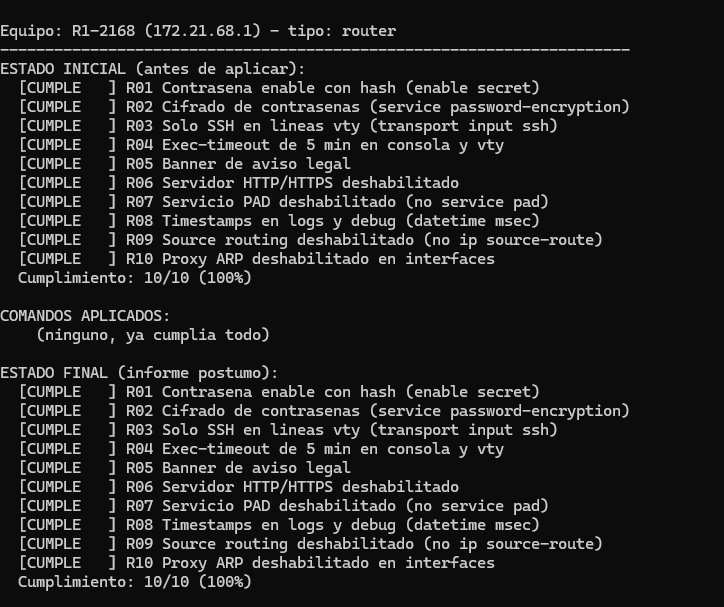 Equipo: R1-2168 (172.21.68.1) - tipo: router
----------------------------------------------------------------------
ESTADO INICIAL (antes de aplicar):
  [CUMPLE   ] R01 Contrasena enable con hash (enable secret)
  [CUMPLE   ] R02 Cifrado de contrasenas (service password-encryption)
  [CUMPLE   ] R03 Solo SSH en lineas vty (transport input ssh)
  [CUMPLE   ] R04 Exec-timeout de 5 min en consola y vty
  [CUMPLE   ] R05 Banner de aviso legal
  [CUMPLE   ] R06 Servidor HTTP/HTTPS deshabilitado
  [CUMPLE   ] R07 Servicio PAD deshabilitado (no service pad)
  [CUMPLE   ] R08 Timestamps en logs y debug (datetime msec)
  [CUMPLE   ] R09 Source routing deshabilitado (no ip source-route)
  [CUMPLE   ] R10 Proxy ARP deshabilitado en interfaces
  Cumplimiento: 10/10 (100%)

COMANDOS APLICADOS:
    (ninguno, ya cumplia todo)

ESTADO FINAL (informe postumo):
  [CUMPLE   ] R01 Contrasena enable con hash (enable secret)
  [CUMPLE   ] R02 Cifrado de contrasenas (service password-encryption)
  [CUMPLE   ] R03 Solo SSH en lineas vty (transport input ssh)
  [CUMPLE   ] R04 Exec-timeout de 5 min en consola y vty
  [CUMPLE   ] R05 Banner de aviso legal
  [CUMPLE   ] R06 Servidor HTTP/HTTPS deshabilitado
  [CUMPLE   ] R07 Servicio PAD deshabilitado (no service pad)
  [CUMPLE   ] R08 Timestamps en logs y debug (datetime msec)
  [CUMPLE   ] R09 Source routing deshabilitado (no ip source-route)
  [CUMPLE   ] R10 Proxy ARP deshabilitado en interfaces
  Cumplimiento: 10/10 (100%)